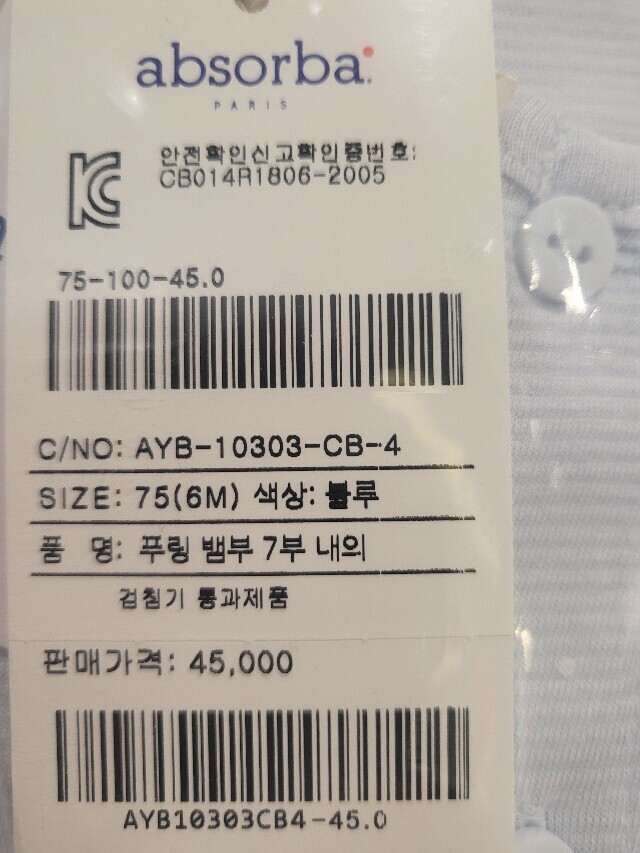 absorba
PARIS
안전확인신고확인증번호:
CB014R1806-2005
75-100-45.0
C/NO: AYB-10303-CB-4
SIZE: 75(6M) 색상: 블루
품 명: 푸링 뱀부 7부 내의
검침기 통과제품
판매가격: 45,000
AYB10303CB4-45.0